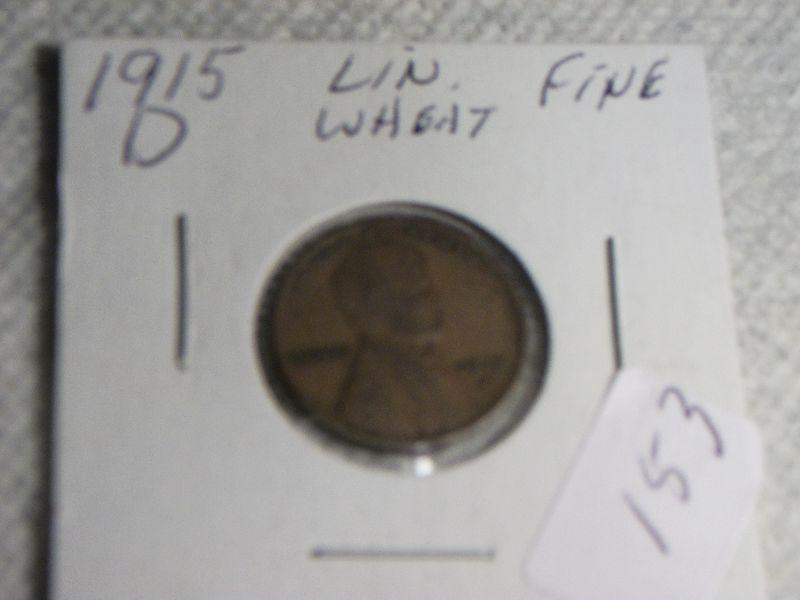 1915 LIN. FINE
D WHEAT
153